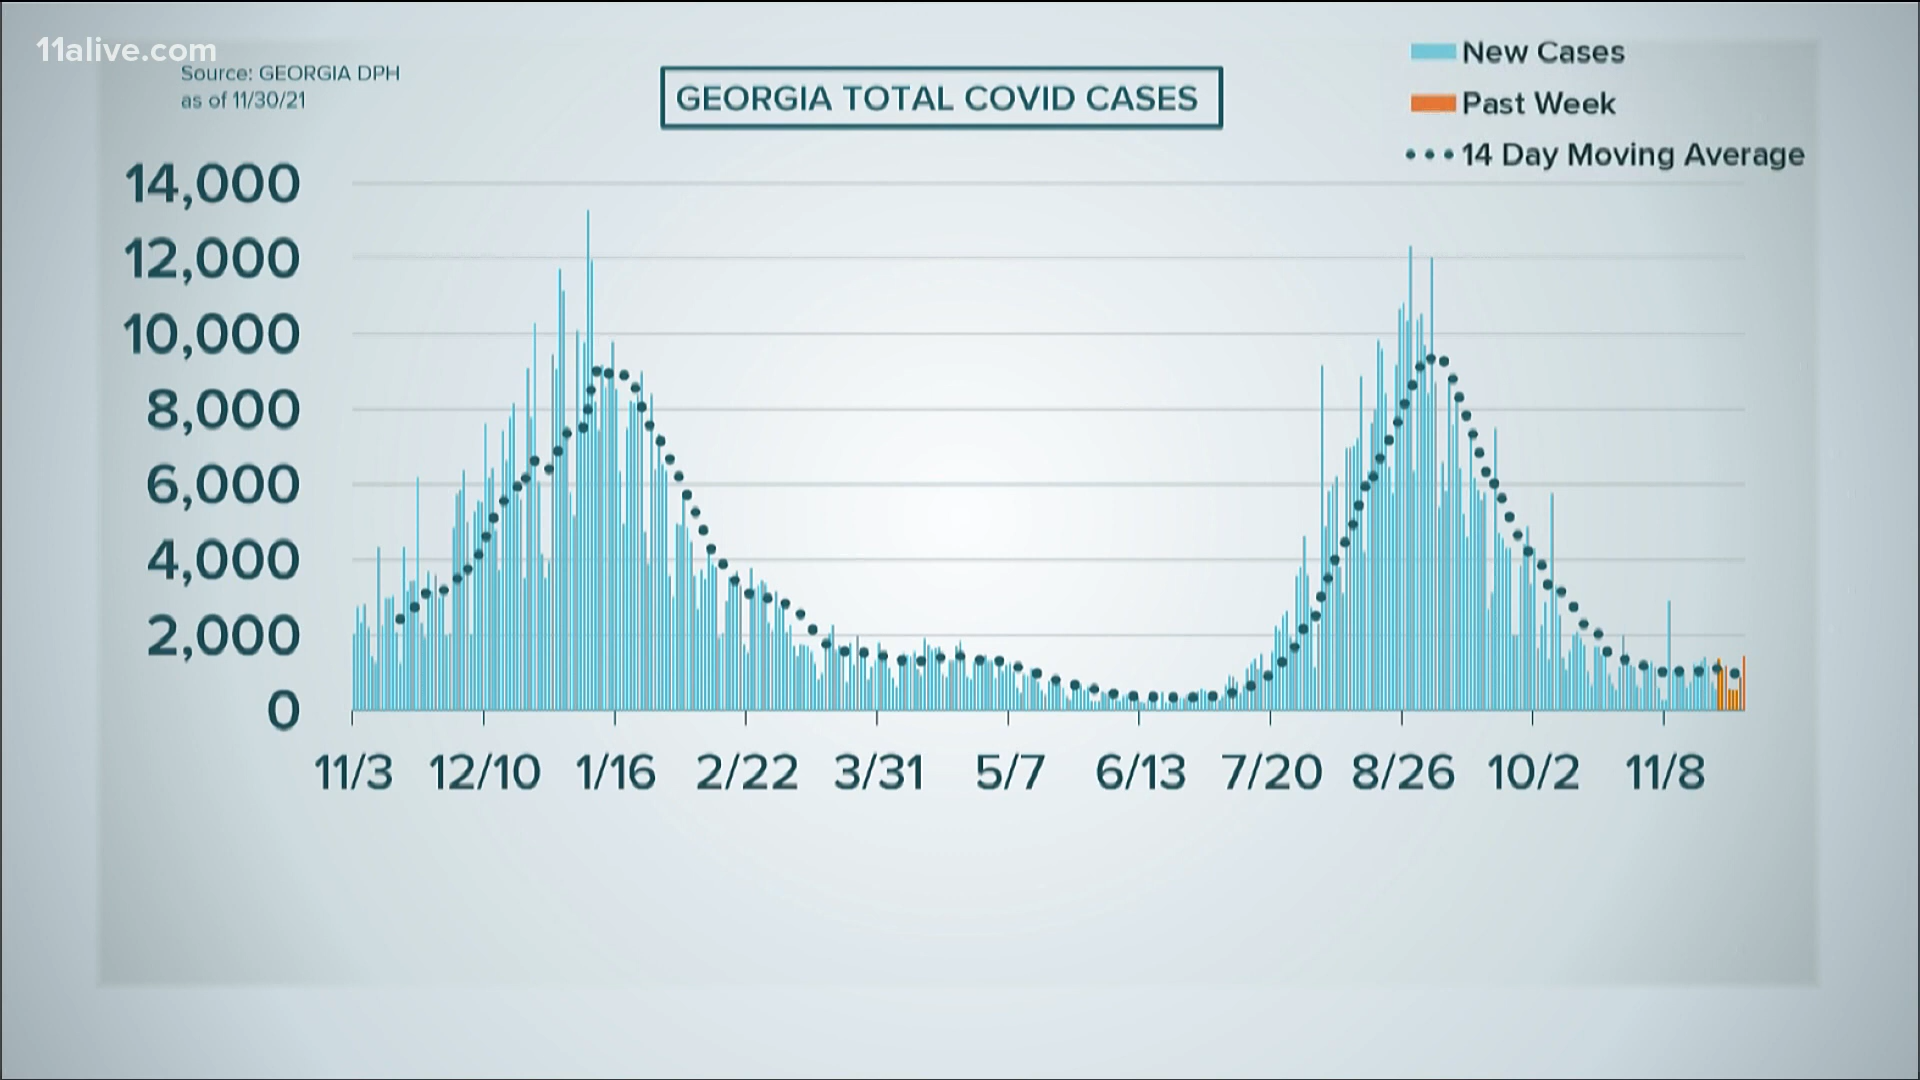 11alive.com
Source: GEORGIA DPH
as of 11/30/21
GEORGIA TOTAL COVID CASES
New Cases
Past Week
14 Day Moving Average
14,000
12,000
10,000
8,000
6,000
4,000
2,000
0
11/3 12/10 1/16 2/22 3/31 5/7 6/13 7/20 8/26 10/2 11/8